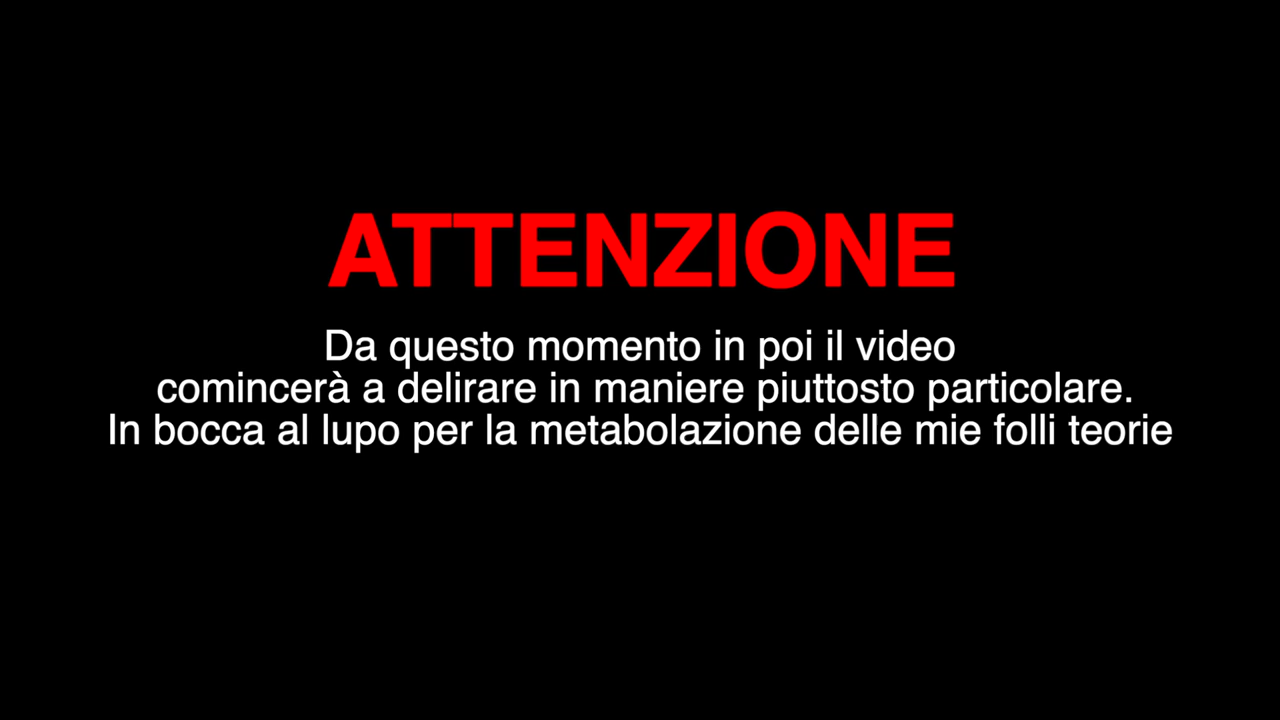 ATTENZIONE
Da questo momento in poi il video
comincerà a delirare in maniere piuttosto particolare.
In bocca al lupo per la metabolazione delle mie folli teorie